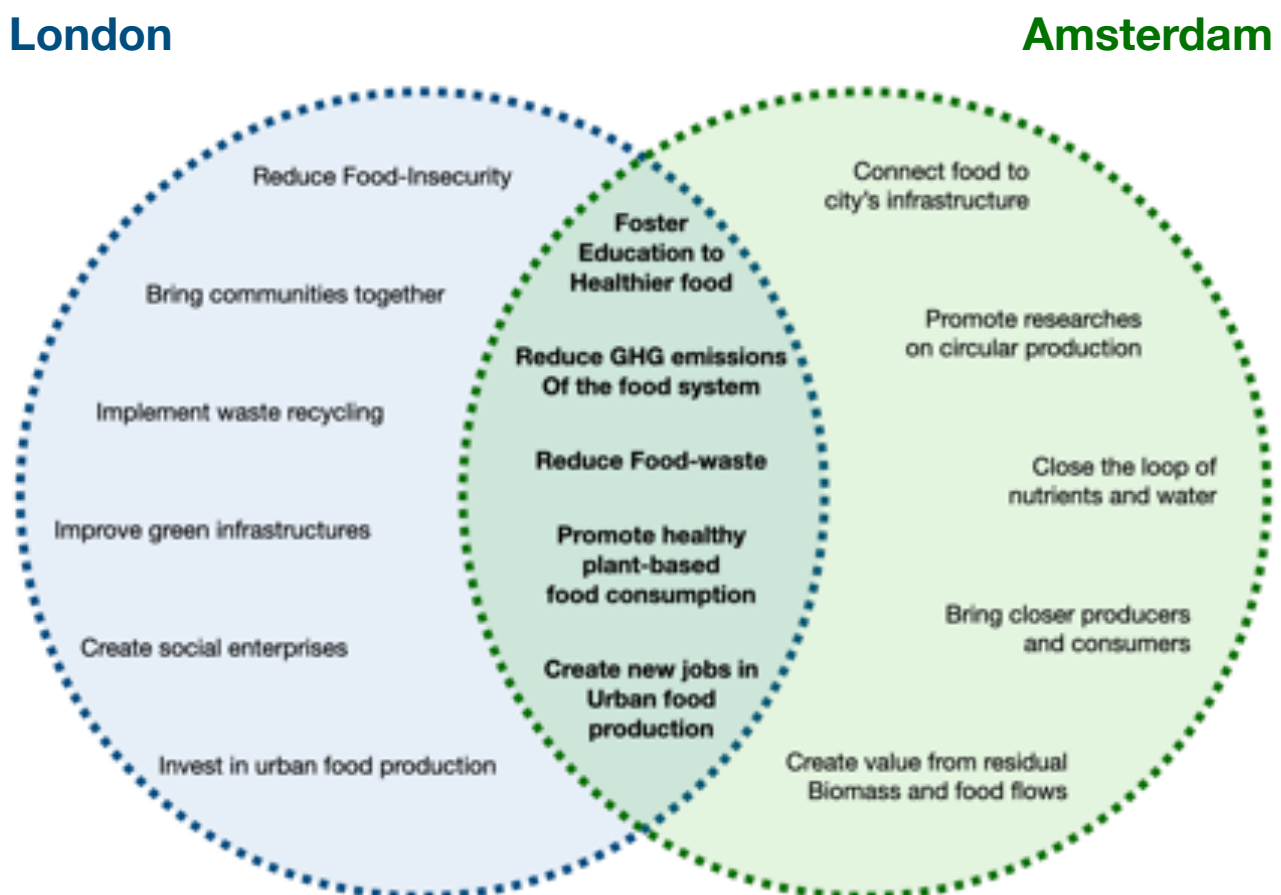 London
Amsterdam
Reduce Food-Insecurity
Bring communities together
Implement waste recycling
Improve green infrastructures
Create social enterprises
Invest in urban food production
Foster
Education to
Healthier food
Reduce GHG emissions
Of the food system
Reduce Food-waste
Promote healthy
plant-based
food consumption
Create new jobs in
Urban food
production
Connect food to
city's infrastructure
Promote researches
on circular production
Close the loop of
nutrients and water
Bring closer producers
and consumers
Create value from residual
Biomass and food flows